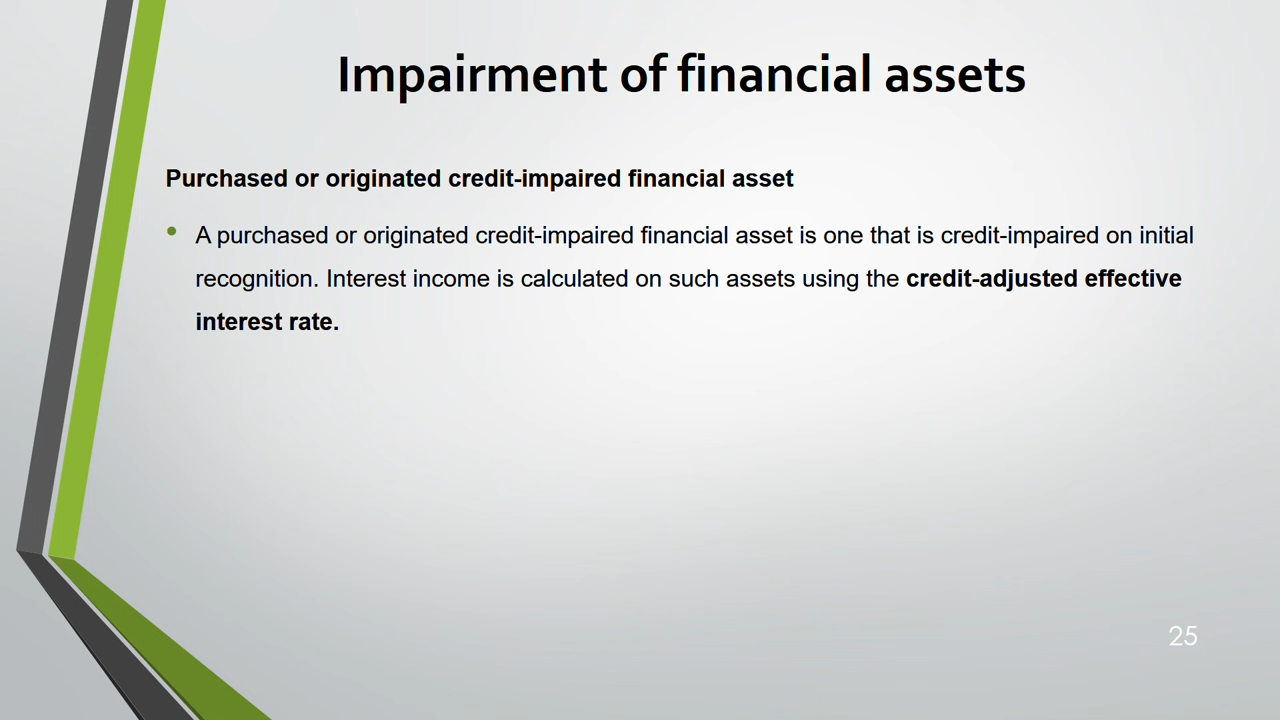 Impairment of financial assets
Purchased or originated credit-impaired financial asset
• A purchased or originated credit-impaired financial asset is one that is credit-impaired on initial
recognition. Interest income is calculated on such assets using the credit-adjusted effective
interest rate.
25